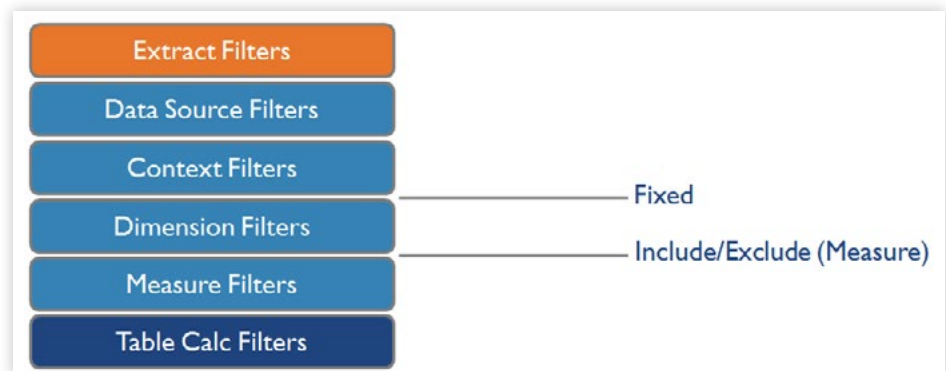 Extract Filters
Data Source Filters
Context Filters
Fixed
Dimension Filters
Include/Exclude (Measure)
Measure Filters
Table Calc Filters